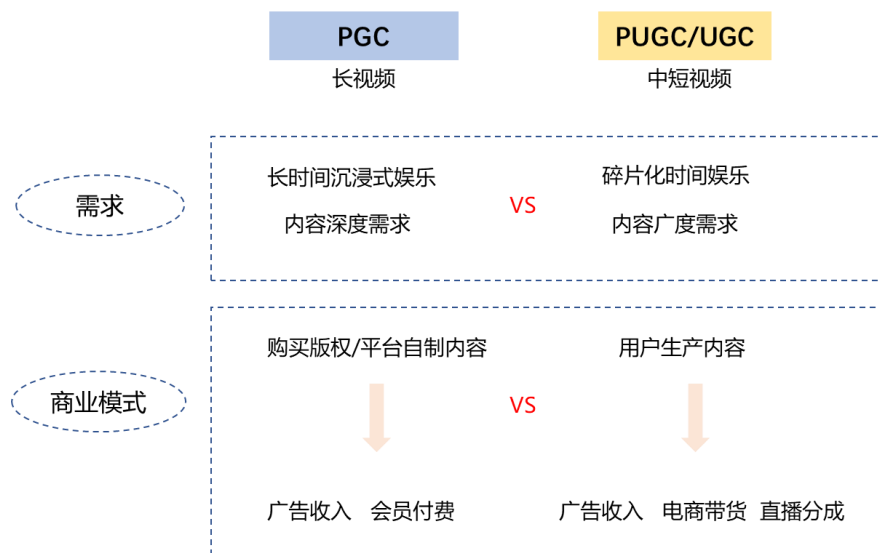 PGC PUGC/UGC
长视频 中短视频
长时间沉浸式娱乐 碎片化时间娱乐
需求 VS
内容深度需求 内容广度需求
购买版权/平台自制内容 用户生产内容
商业模式 VS
广告收入 会员付费 广告收入 电商带货 直播分成